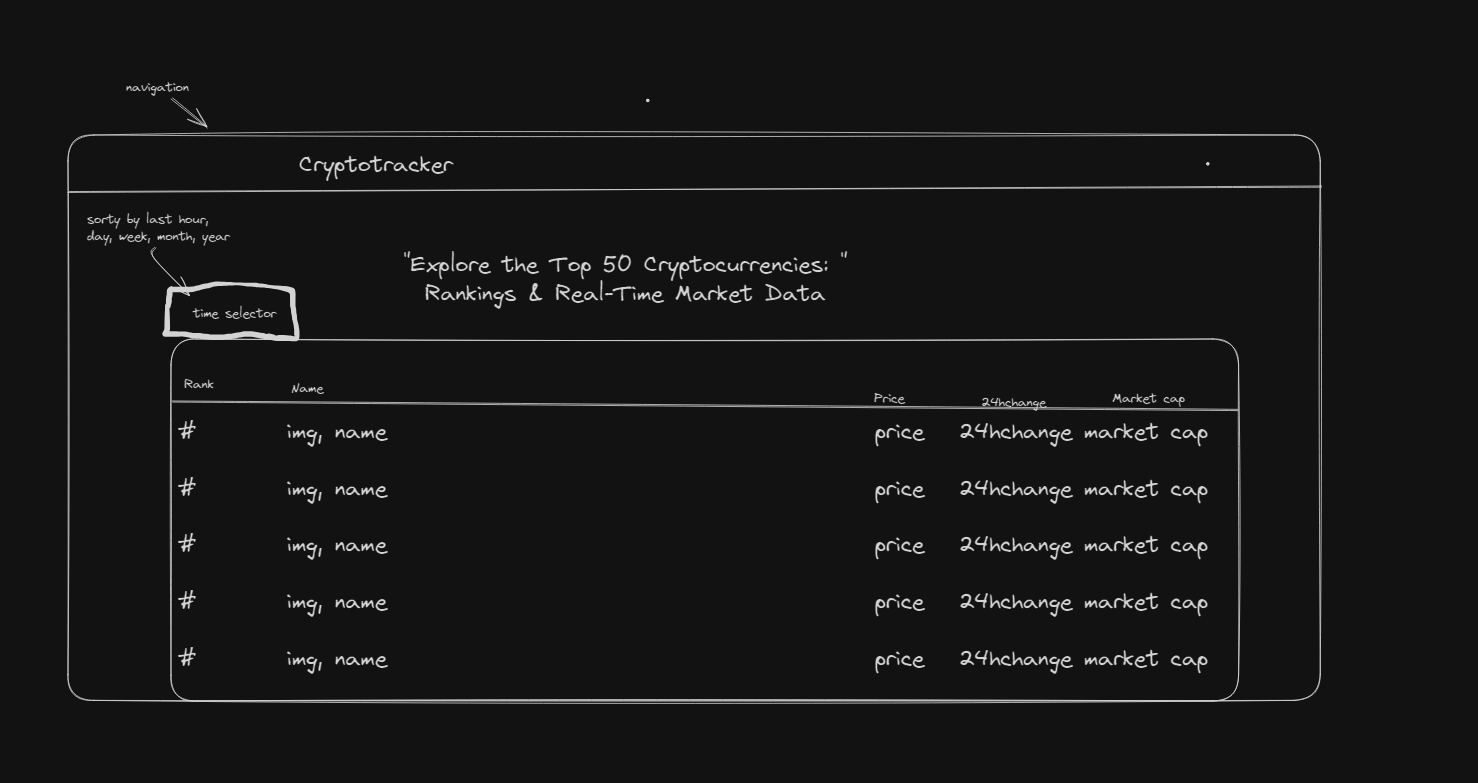 navigation
Cryptotracker
sorty by last hour,
day, week, month, year
"Explore the Top 50 Cryptocurrencies: "
Rankings & Real-Time Market Data
time selector
Rank Name Price 24hchange Market cap
# img, name price 24hchange market cap
# img, name price 24hchange market cap
# img, name price 24hchange market cap
# img, name price 24hchange market cap
# img, name price 24hchange market cap